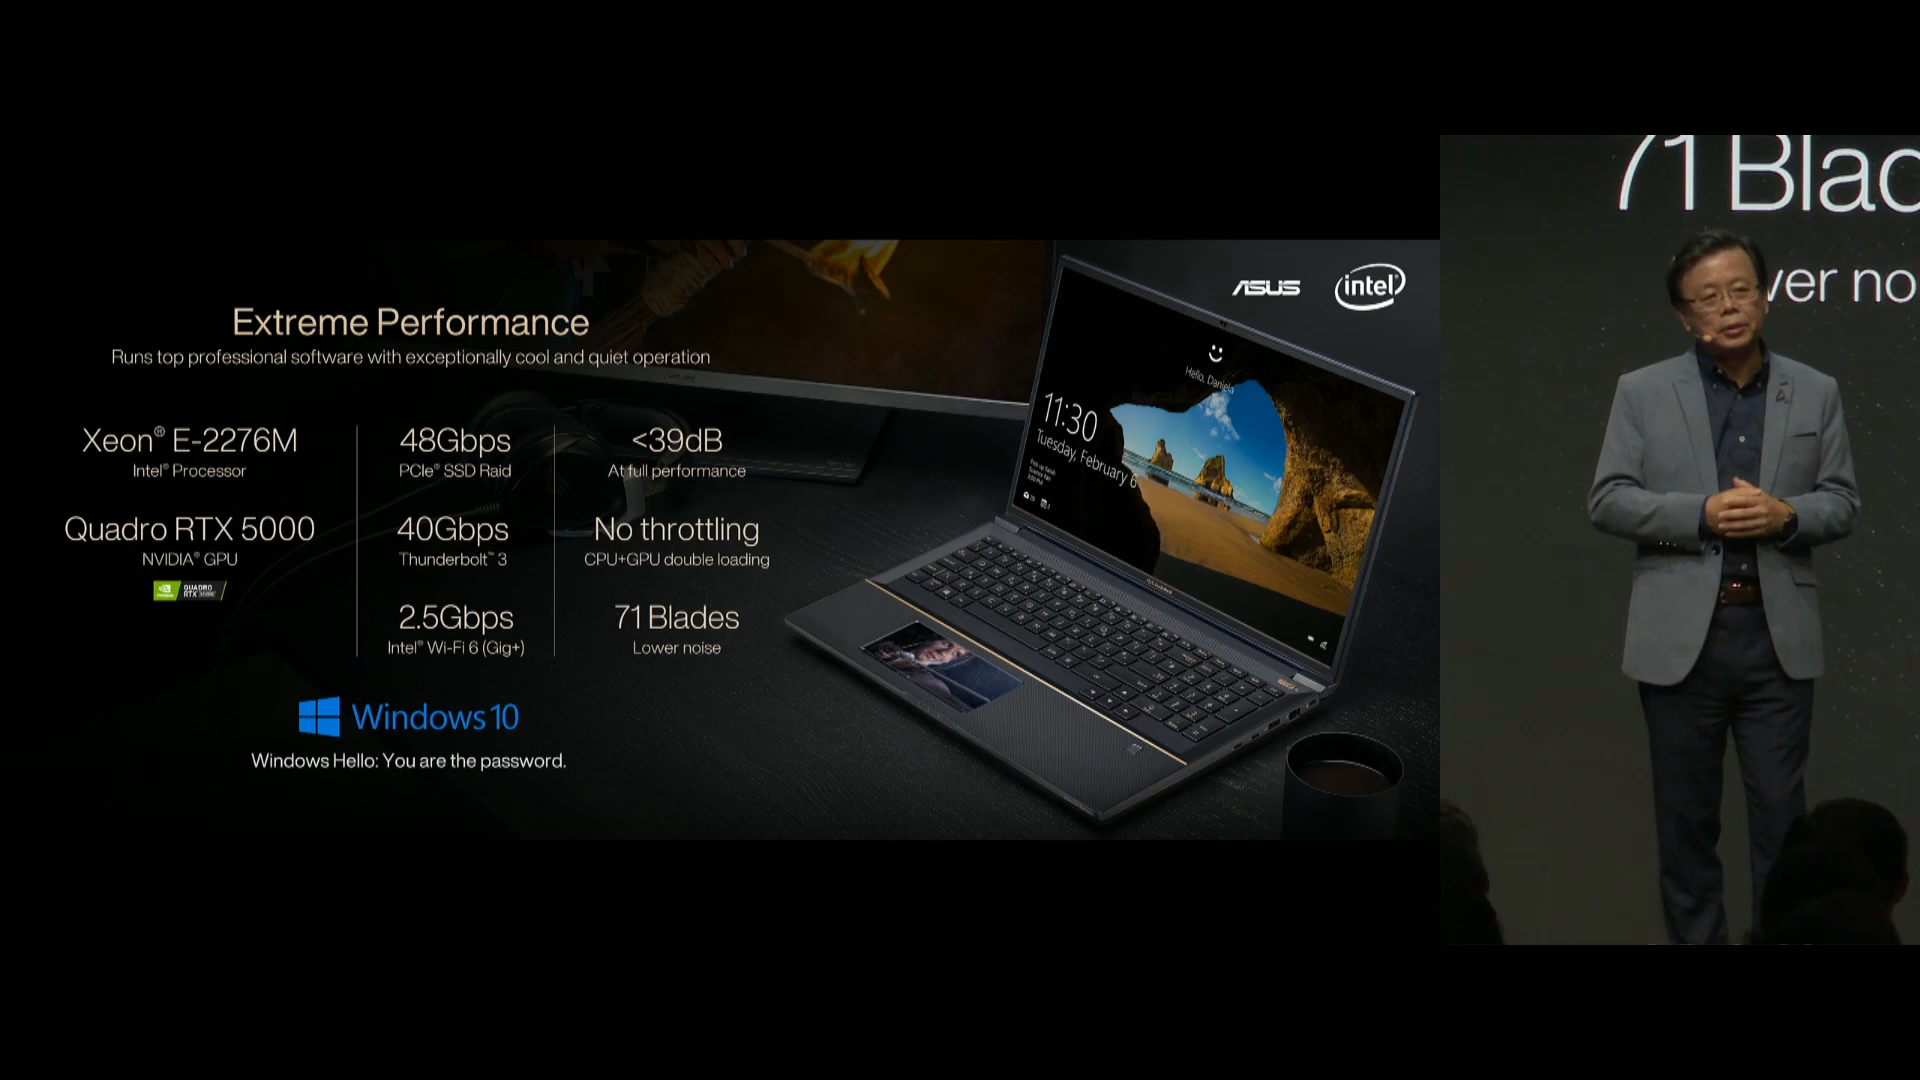 Extreme Performance
Runs top professional software with exceptionally cool and quiet operation
Xeon® E-2276M
Intel® Processor
Quadro RTX 5000
NVIDIA® GPU
QUADRO
RTX
48Gbps
PCIe® SSD Raid
40Gbps
Thunderbolt™ 3
2.5Gbps
Intel® Wi-Fi 6 (Gig+)
<39dB
At full performance
No throttling
CPU+GPU double loading
71 Blades
Lower noise
Windows 10
Windows Hello: You are the password.
ASUS
intel®
Hello, Daniela
11:30
Tuesday, February 6
71 Blad
ver no